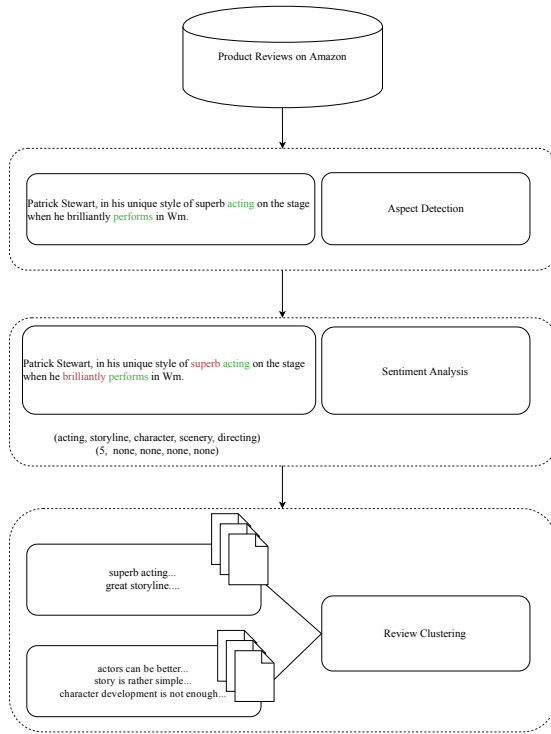 Product Reviews on Amazon
Patrick Stewart, in his unique style of superb acting on the stage
when he brilliantly performs in Wm.
Aspect Detection
Patrick Stewart, in his unique style of superb acting on the stage
when he brilliantly performs in Wm.
Sentiment Analysis
(acting, storyline, character, scenery, directing)
(5, none, none, none, none)
superb acting...
great storyline....
Review Clustering
actors can be better...
story is rather simple...
character development is not enough...